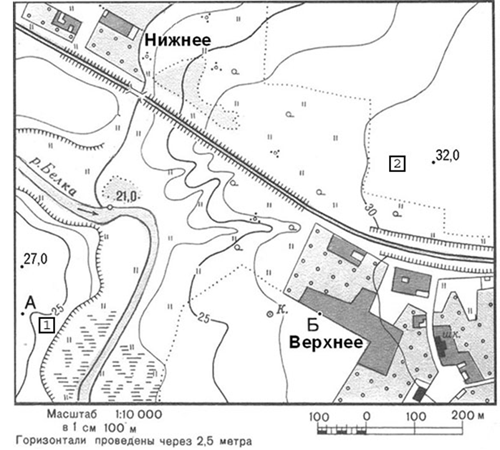 Нижнее
2
32,0
р. Белка
21,0
30
27,0
А
25
1
К.
Б
25
Верхнее
шк.
Масштаб 1:10 000
в 1 см 100 м
Горизонтали проведены через 2,5 метра
100 0 100 200 м